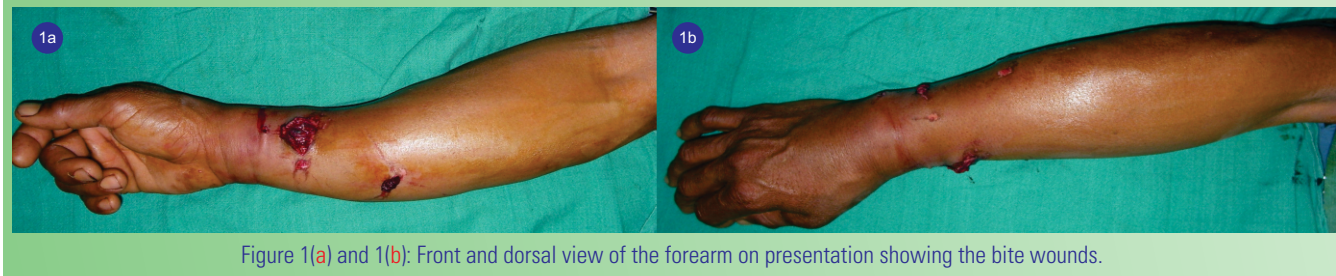 1a
1b
Figure 1(a) and 1(b): Front and dorsal view of the forearm on presentation showing the bite wounds.